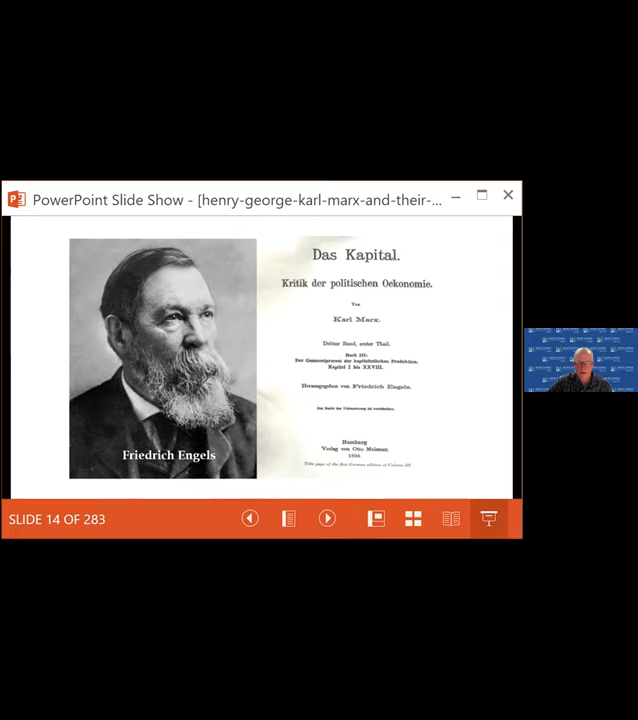 PowerPoint Slide Show - [henry-george-karl-marx-and-their-...
Das Kapital.
Kritik der politischen Oekonomie.
Von
Karl Marx.
Dritter Band, erster Theil.
Buch III:
Der Gesammtprocess der kapitalistischen Produktion.
Kapitel I bis XXVIII.
Herausgegeben von Friedrich Engels.
Das Recht der Uebersetzung ist vorbehalten.
Hamburg
Verlag von Otto Meissner.
1894.
Title page of the first German edition of Volume III
Friedrich Engels
SLIDE 14 OF 283